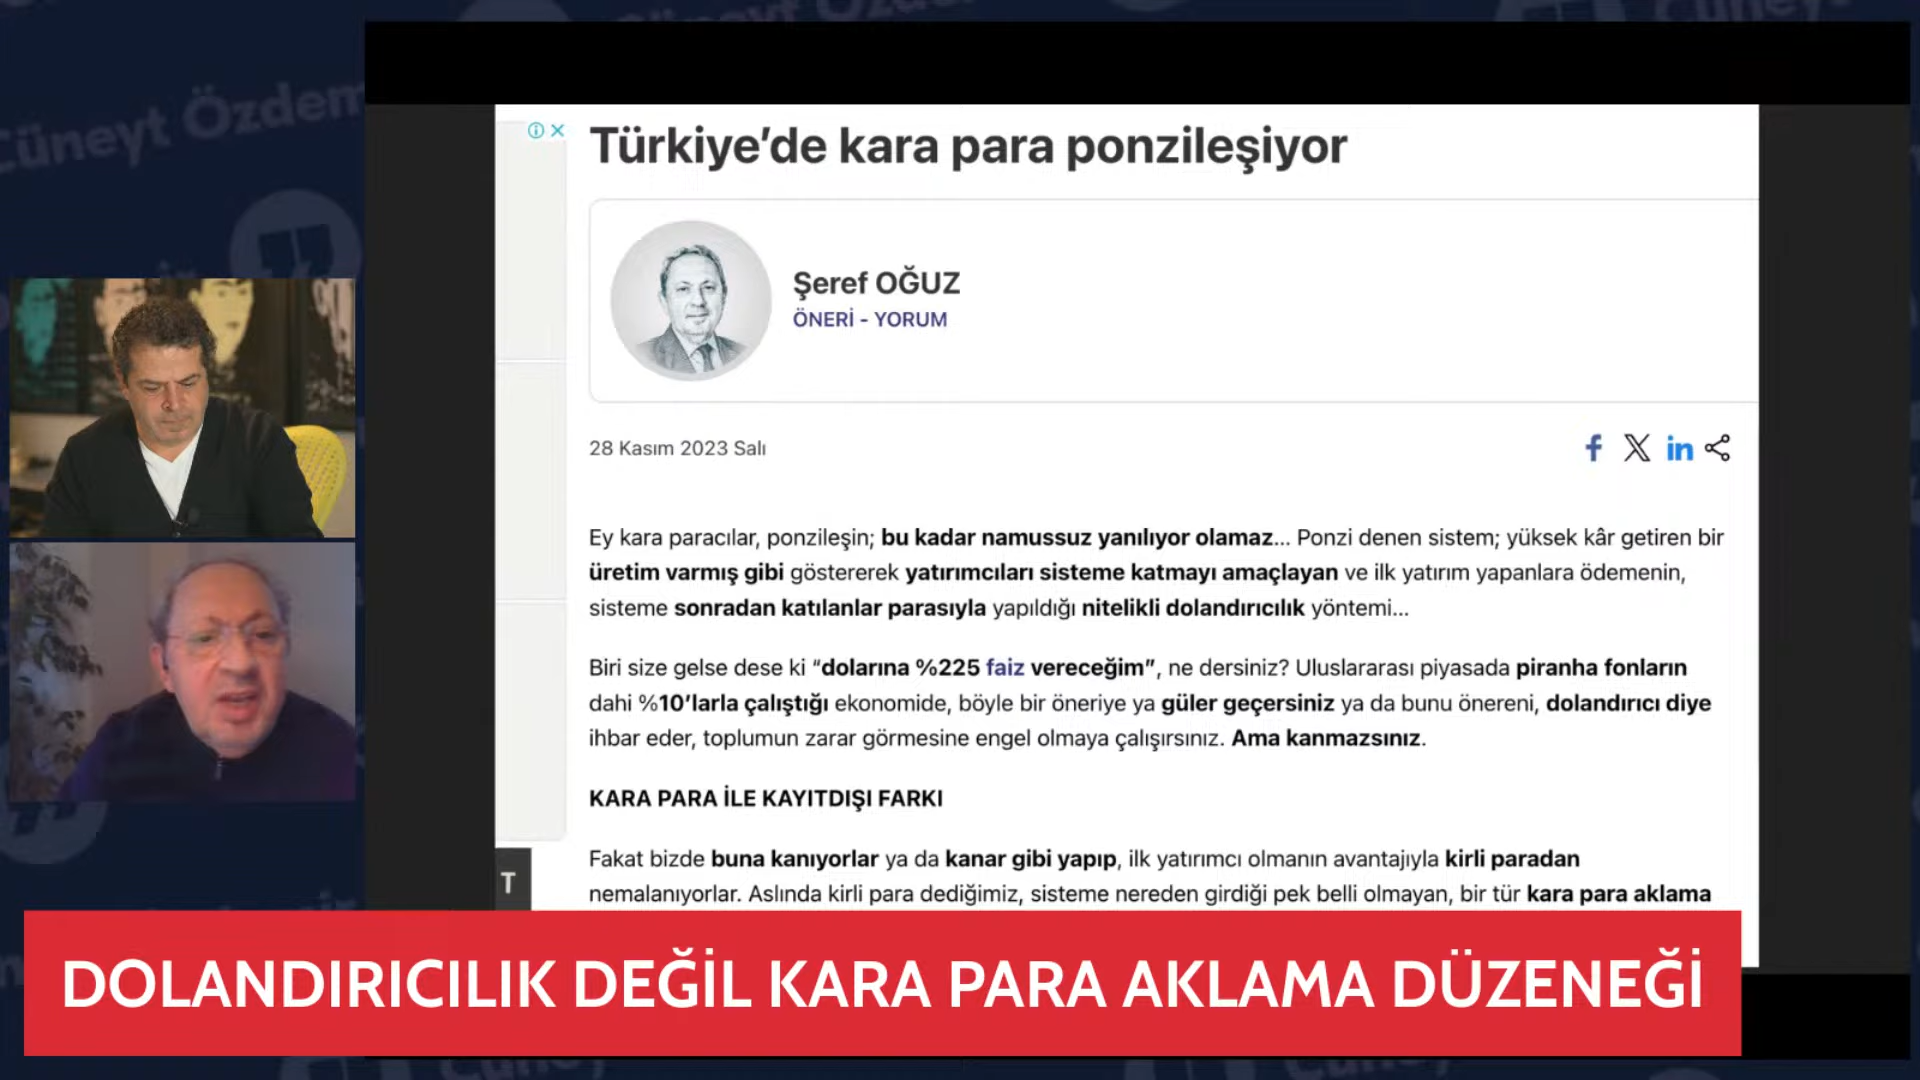 Cüneyt Özdem
Türkiye’de kara para ponzileşiyor
Şeref OĞUZ
ÖNERİ - YORUM
28 Kasım 2023 Salı
Ey kara paracılar, ponzileşin; bu kadar namussuz yanılıyor olamaz... Ponzi denen sistem; yüksek kâr getiren bir
üretim varmış gibi göstererek yatırımcıları sisteme katmayı amaçlayan ve ilk yatırım yapanlara ödemenin,
sisteme sonradan katılanlar parasıyla yapıldığı nitelikli dolandırıcılık yöntemi...
Biri size gelse dese ki “dolarına %225 faiz vereceğim”, ne dersiniz? Uluslararası piyasada piranha fonların
dahi %10’larla çalıştığı ekonomide, böyle bir öneriye ya güler geçersiniz ya da bunu önereni, dolandırıcı diye
ihbar eder, toplumun zarar görmesine engel olmaya çalışırsınız. Ama kanmazsınız.
KARA PARA İLE KAYITDIŞI FARKI
Fakat bizde buna kanıyorlar ya da kanar gibi yapıp, ilk yatırımcı olmanın avantajıyla kirli paradan
nemalanıyorlar. Aslında kirli para dediğimiz, sisteme nereden girdiği pek belli olmayan, bir tür kara para aklama
T
DOLANDIRICILIK DEĞİL KARA PARA AKLAMA DÜZENEĞİ